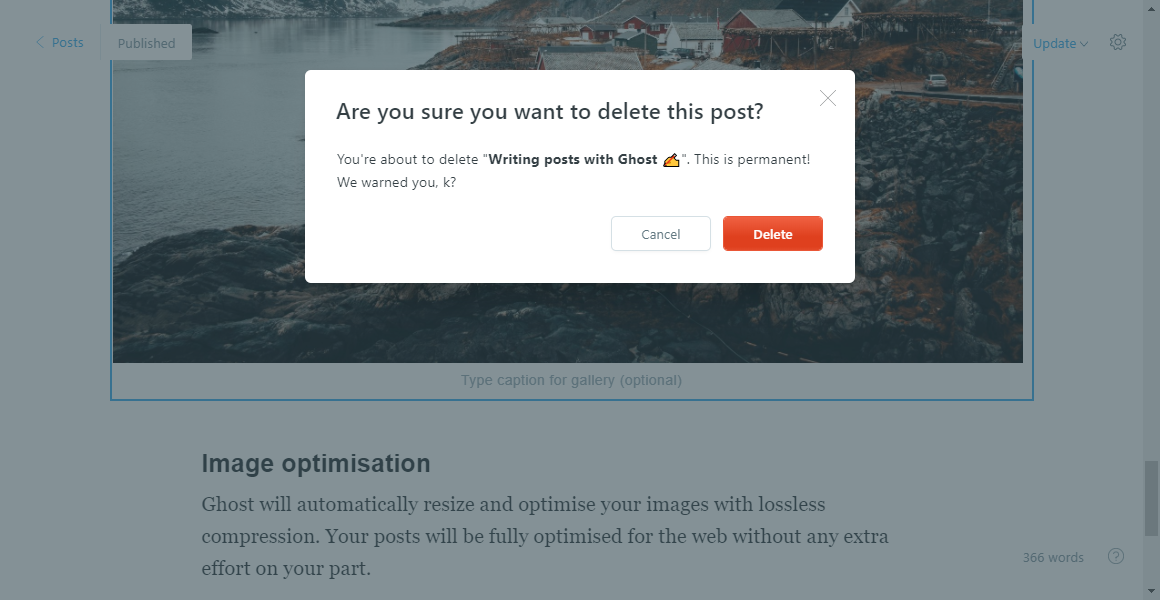 Posts
Published
Update
Are you sure you want to delete this post?
You're about to delete "Writing posts with Ghost ✍️". This is permanent!
We warned you, k?
Cancel
Delete
Type caption for gallery (optional)
Image optimisation
Ghost will automatically resize and optimise your images with lossless
compression. Your posts will be fully optimised for the web without any extra
effort on your part.
366 words
?